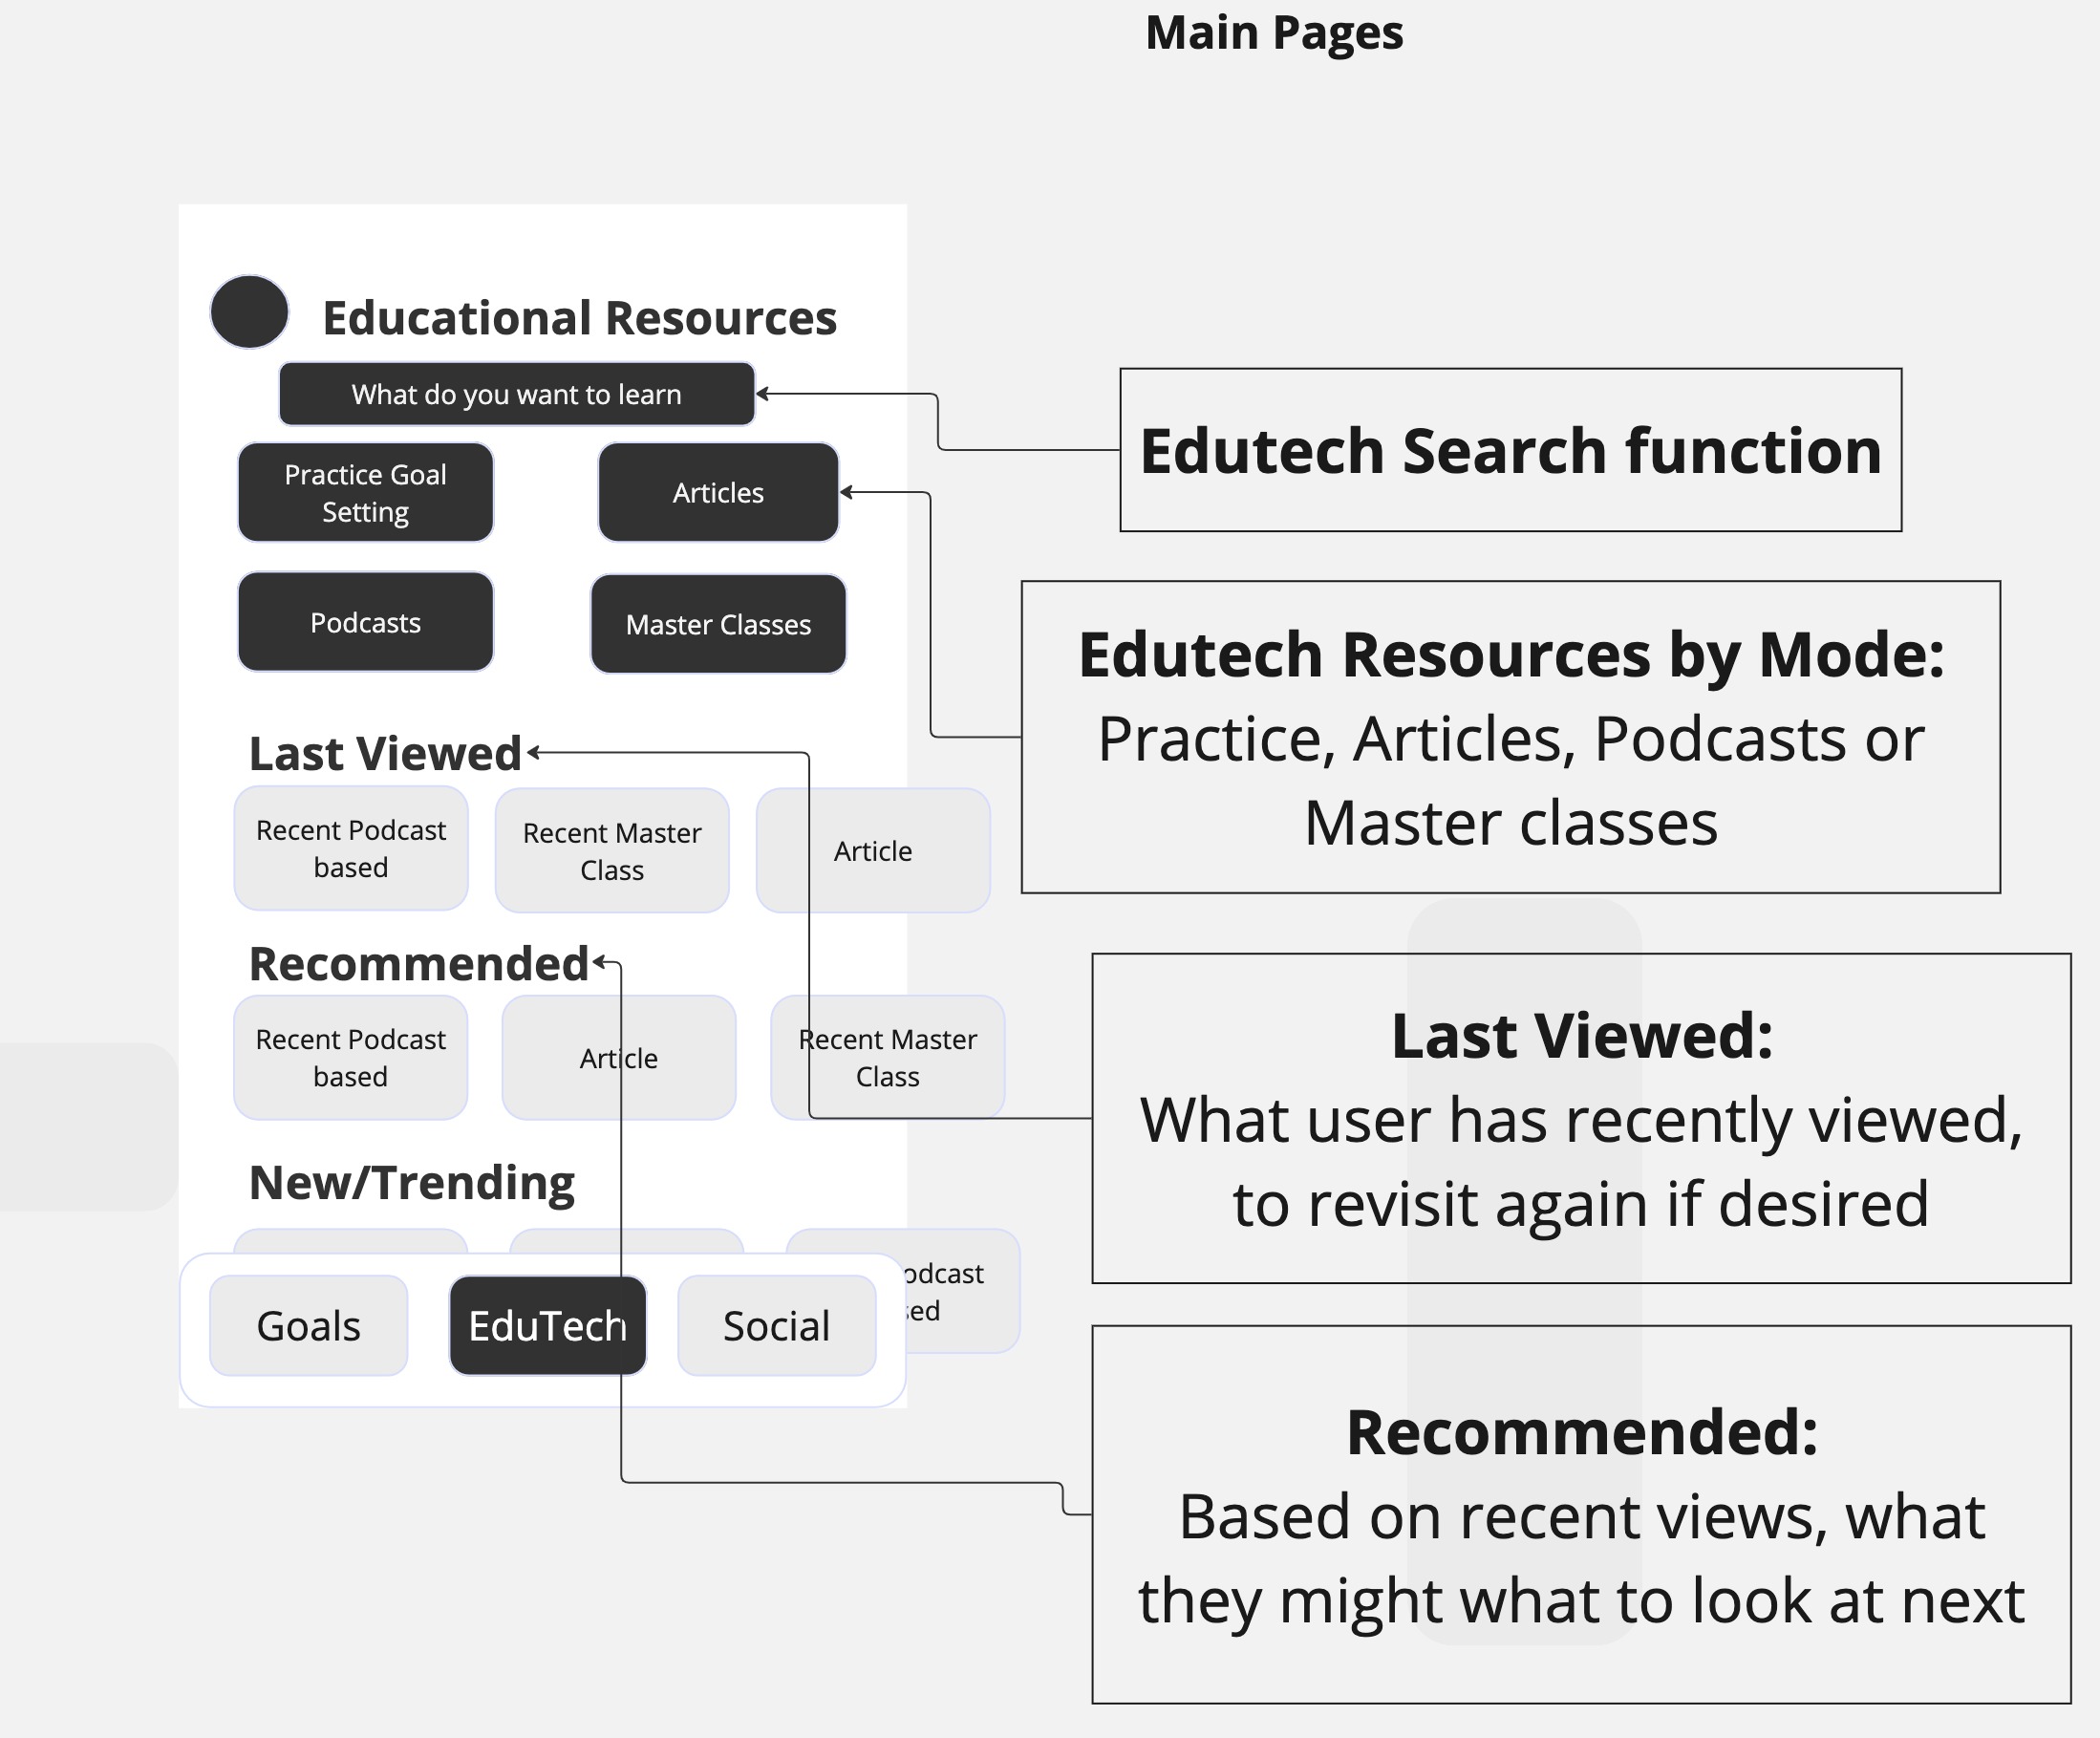 Main Pages
Educational Resources
What do you want to learn
Practice Goal
Setting
Articles
Podcasts
Master Classes
Last Viewed
Recent Podcast
based
Recent Master
Class
Article
Recommended
Recent Podcast
based
Article
Recent Master
Class
New/Trending
Goals
EduTech
Social
Edutech Search function
Edutech Resources by Mode:
Practice, Articles, Podcasts or
Master classes
Last Viewed:
What user has recently viewed,
to revisit again if desired
Recommended:
Based on recent views, what
they might what to look at next